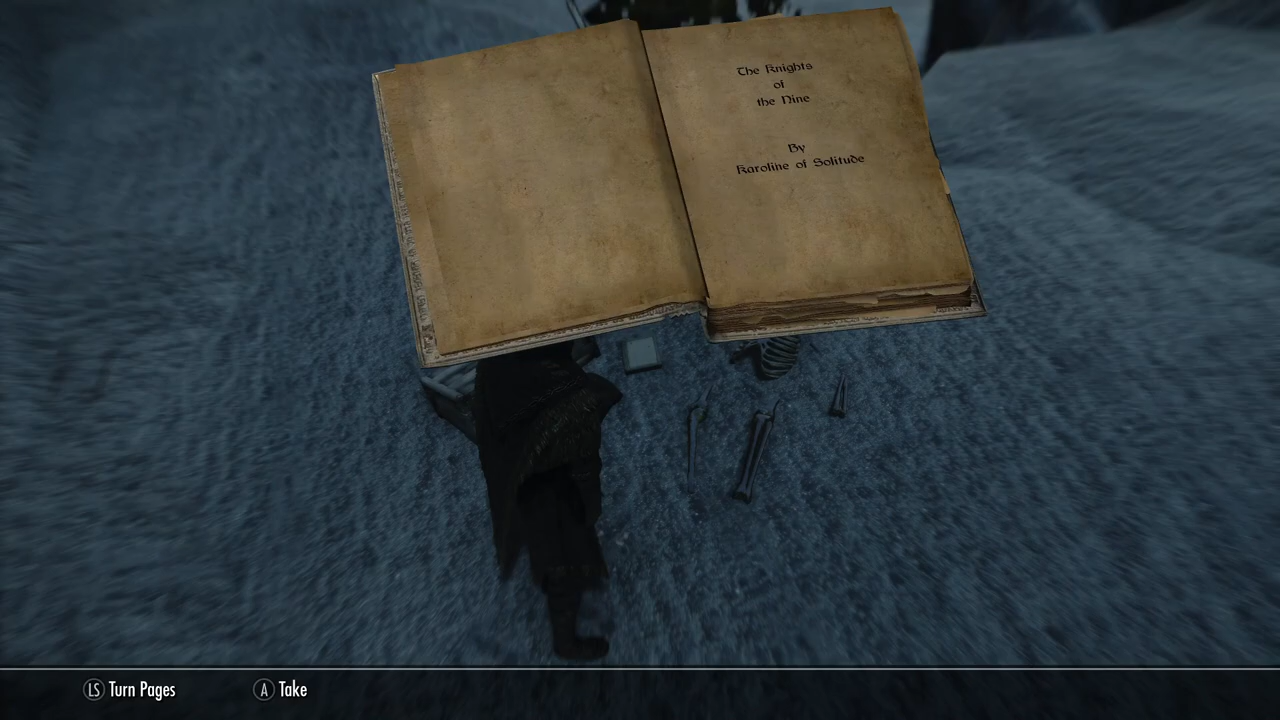 The Knights
of
the Nine
By
Karoline of Solitude
LS Turn Pages
A Take